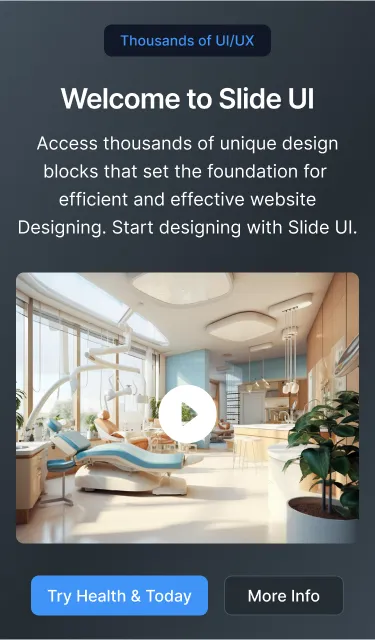 Thousands of UI/UX
Welcome to Slide UI
Access thousands of unique design
blocks that set the foundation for
efficient and effective website
Designing. Start designing with Slide UI.
Try Health & Today
More Info